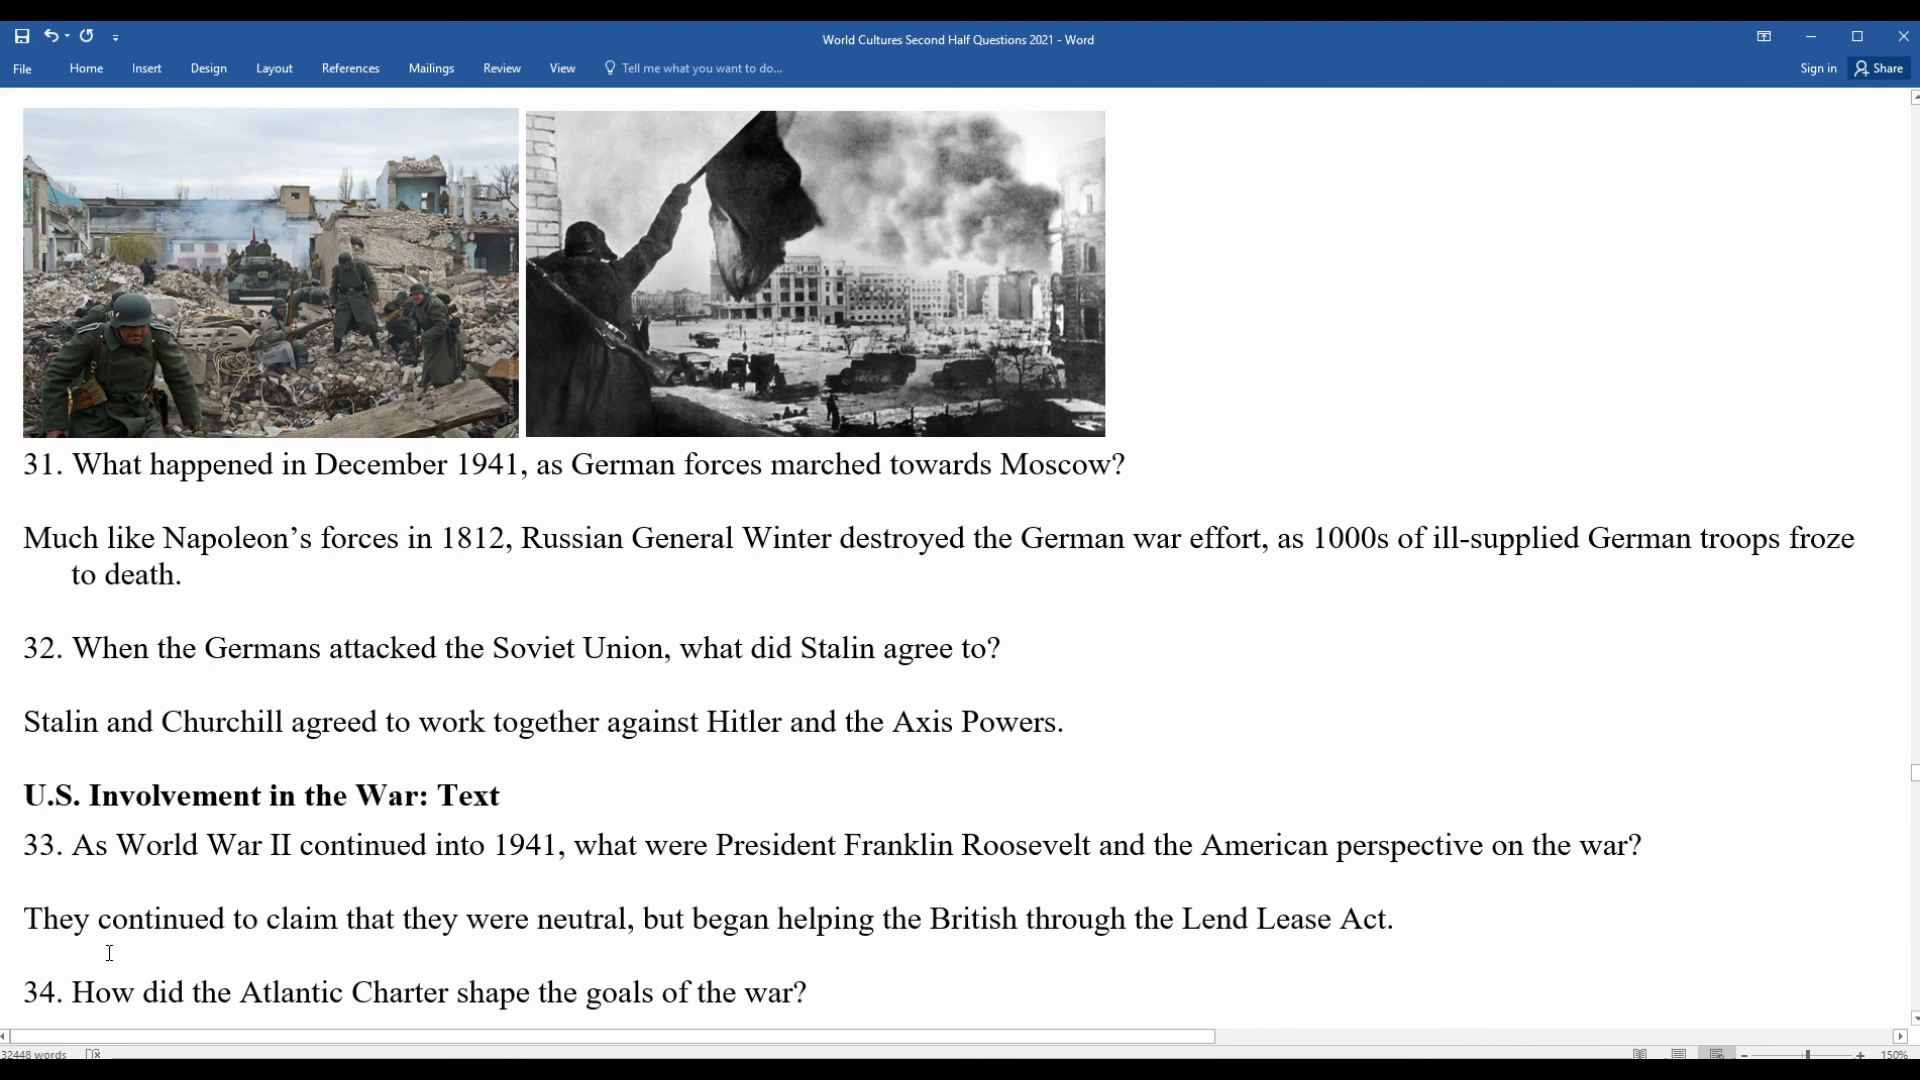 World Cultures Second Half Questions 2021 - Word
File Home Insert Design Layout References Mailings Review View Tell me what you want to do... Sign in Share
31. What happened in December 1941, as German forces marched towards Moscow?
Much like Napoleon’s forces in 1812, Russian General Winter destroyed the German war effort, as 1000s of ill-supplied German troops froze
to death.
32. When the Germans attacked the Soviet Union, what did Stalin agree to?
Stalin and Churchill agreed to work together against Hitler and the Axis Powers.
U.S. Involvement in the War: Text
33. As World War II continued into 1941, what were President Franklin Roosevelt and the American perspective on the war?
They continued to claim that they were neutral, but began helping the British through the Lend Lease Act.
34. How did the Atlantic Charter shape the goals of the war?
32448 words 150%